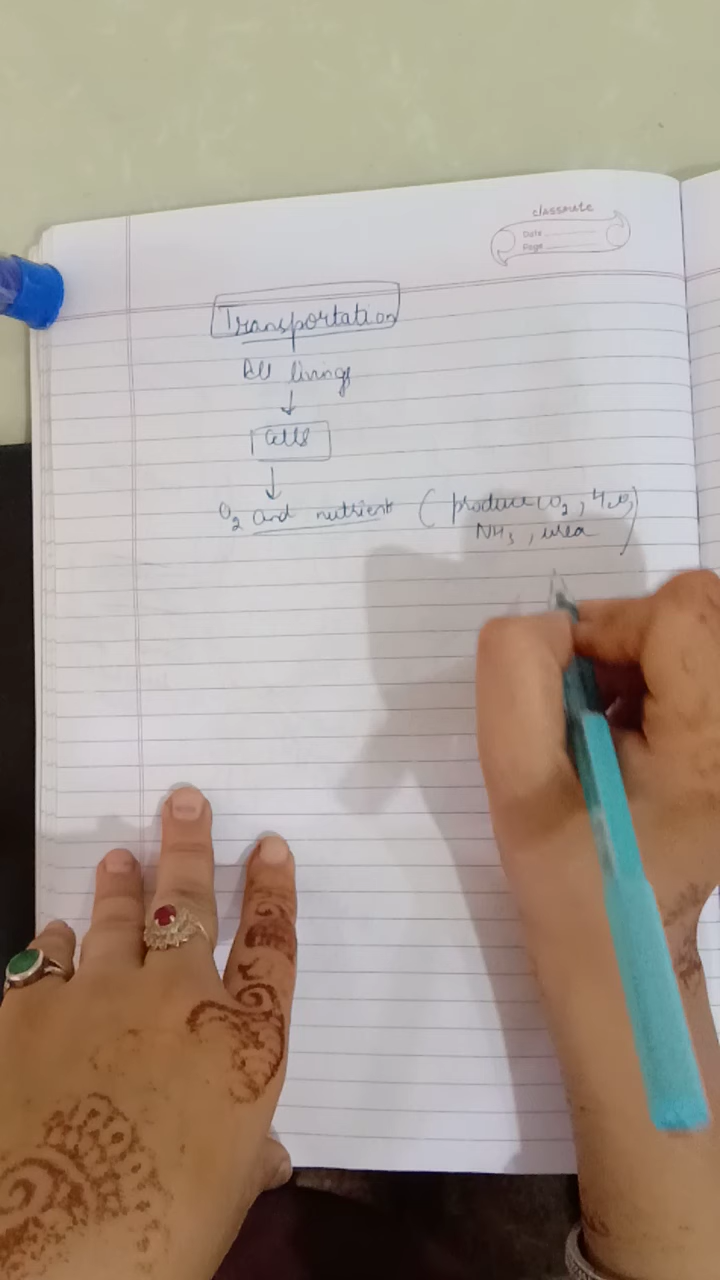 classmate
Date
Page
Transportation
All livings
↓
Cells
↓
O₂ and nutrient ( produce CO₂, H₂O,
NH₃, urea )